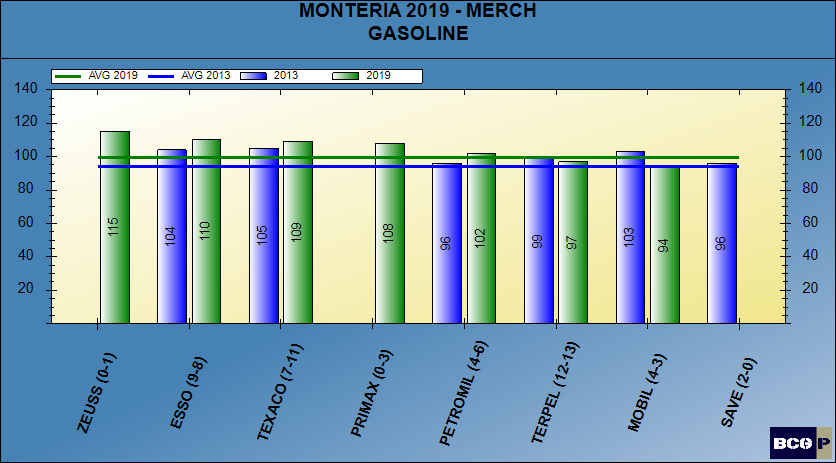 MONTERIA 2019 - MERCH
GASOLINE
AVG 2019 AVG 2013 2013 2019
140 140
120 120
100 100
80 80
60 60
40 40
20 20
115 104 110 105 109 108 96 102 99 97 103 94 96
ZEUSS (0-1)
ESSO (9-8)
TEXACO (7-11)
PRIMAX (0-3)
PETROMIL (4-6)
TERPEL (12-13)
MOBIL (4-3)
SAVE (2-0)